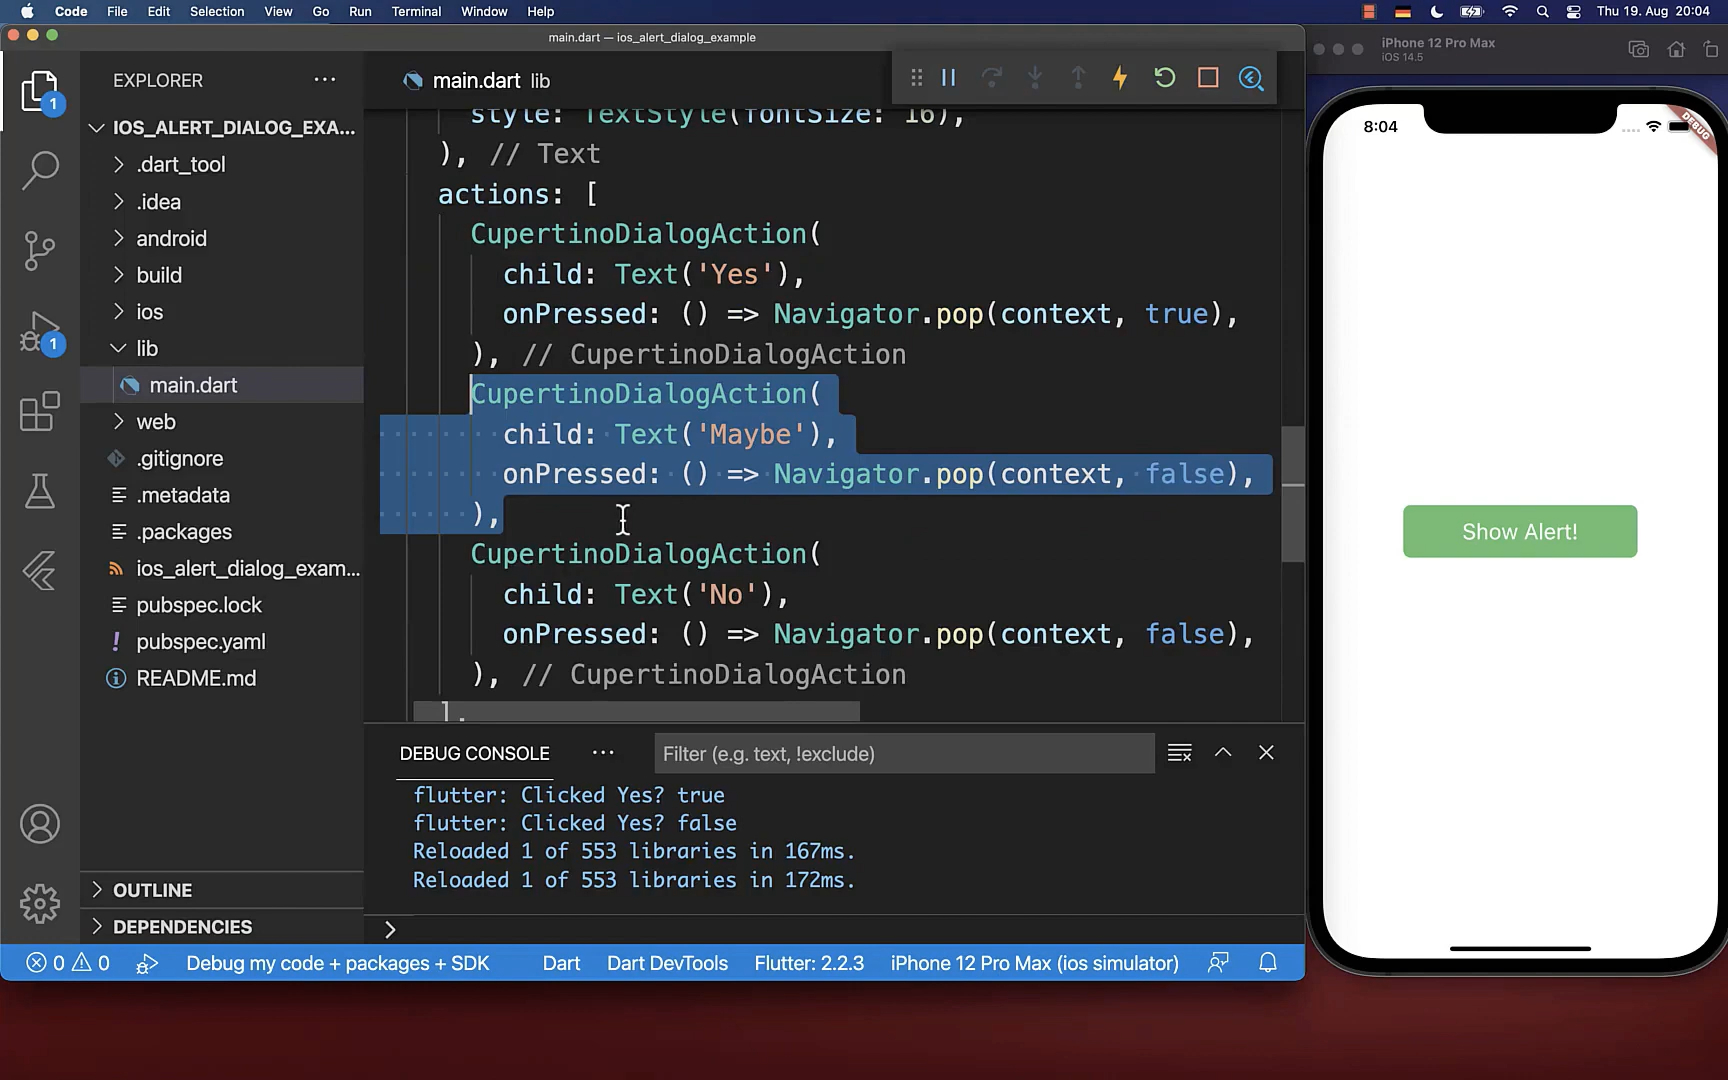 Code File Edit Selection View Go Run Terminal Window Help
Thu 19. Aug 20:04
main.dart — ios_alert_dialog_example
iPhone 12 Pro Max
iOS 14.5
EXPLORER ...
main.dart lib
IOS_ALERT_DIALOG_EXA...
.dart_tool
.idea
android
build
ios
lib
main.dart
web
.gitignore
.metadata
.packages
ios_alert_dialog_exam...
pubspec.lock
pubspec.yaml
README.md
OUTLINE
DEPENDENCIES
1
1
style: TextStyle(fontSize: 16),
), // Text
actions: [
CupertinoDialogAction(
child: Text('Yes'),
onPressed: () => Navigator.pop(context, true),
), // CupertinoDialogAction
CupertinoDialogAction(
child: Text('Maybe'),
onPressed: () => Navigator.pop(context, false),
),
CupertinoDialogAction(
child: Text('No'),
onPressed: () => Navigator.pop(context, false),
), // CupertinoDialogAction
],
DEBUG CONSOLE ... Filter (e.g. text, !exclude)
flutter: Clicked Yes? true
flutter: Clicked Yes? false
Reloaded 1 of 553 libraries in 167ms.
Reloaded 1 of 553 libraries in 172ms.
>
0 0 Debug my code + packages + SDK Dart Dart DevTools Flutter: 2.2.3 iPhone 12 Pro Max (ios simulator)
8:04
DEBUG
Show Alert!